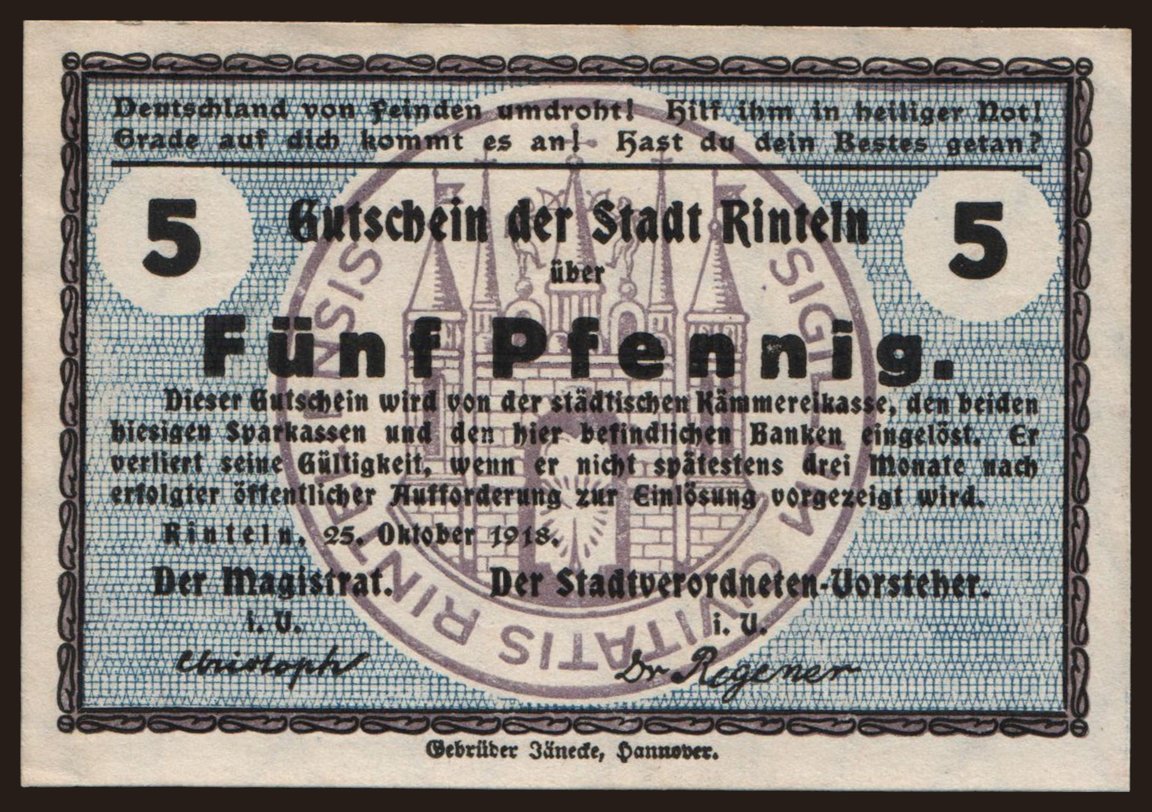 Deutschland von Feinden umdroht! Hilf ihm in heiliger Not!
Grade auf dich kommt es an! Hast du dein Bestes getan?
5 Gutschein der Stadt Rinteln 5
über
Fünf Pfennig.
Dieser Gutschein wird von der städtischen Kämmereikasse, den beiden
hiesigen Sparkassen und den hier befindlichen Banken eingelöst. Er
verliert seine Gültigkeit, wenn er nicht spätestens drei Monate nach
erfolgter öffentlicher Aufforderung zur Einlösung vorgezeigt wird.
Rinteln, 25. Oktober 1918.
Der Magistrat. Der Stadtverordneten-Vorsteher.
i. V. i. V.
Christoph Dr Regener
SIGILLUM CIVITATIS RINTELENSIS
Gebrüder Jänecke, Hannover.